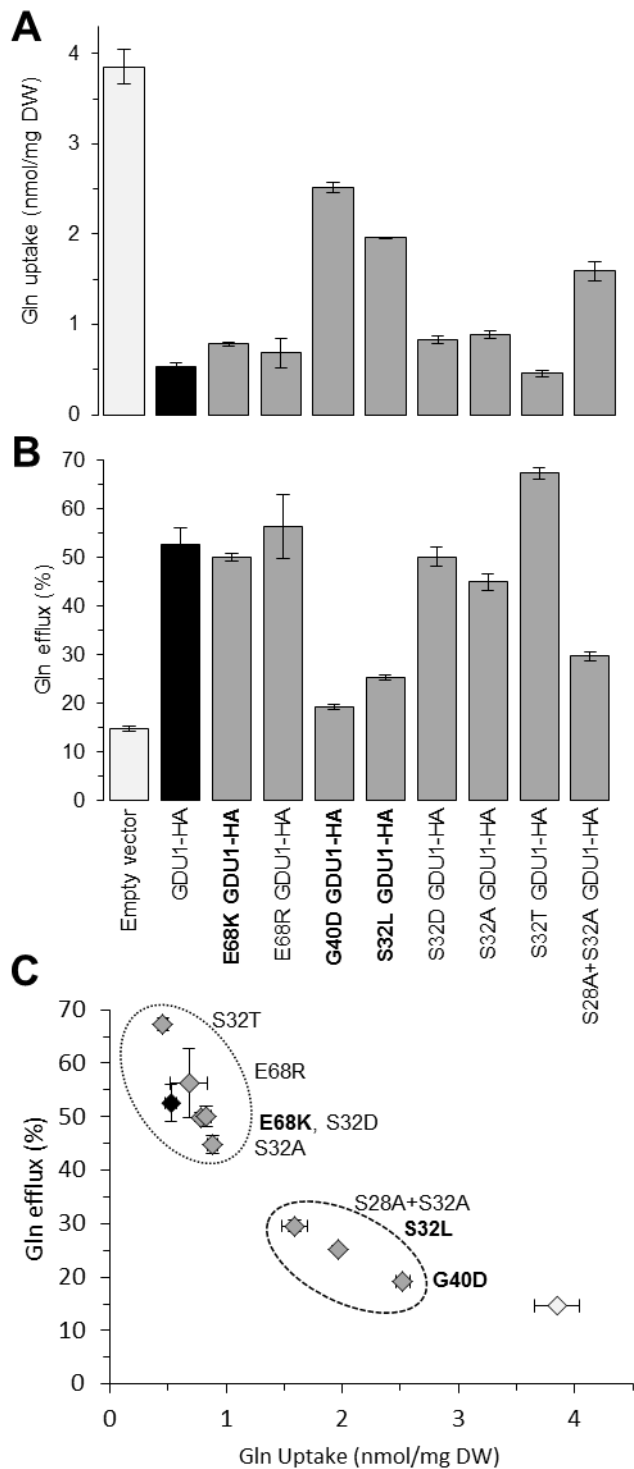 A
Gln uptake (nmol/mg DW)
4
3
2
1
0
B
Gln efflux (%)
70
60
50
40
30
20
10
0
Empty vector
GDU1-HA
E68K GDU1-HA
E68R GDU1-HA
G40D GDU1-HA
S32L GDU1-HA
S32D GDU1-HA
S32A GDU1-HA
S32T GDU1-HA
S28A+S32A GDU1-HA
C
Gln efflux (%)
70
60
50
40
30
20
10
0
S32T
E68R
E68K, S32D
S32A
S28A+S32A
S32L
G40D
0 1 2 3 4
Gln Uptake (nmol/mg DW)